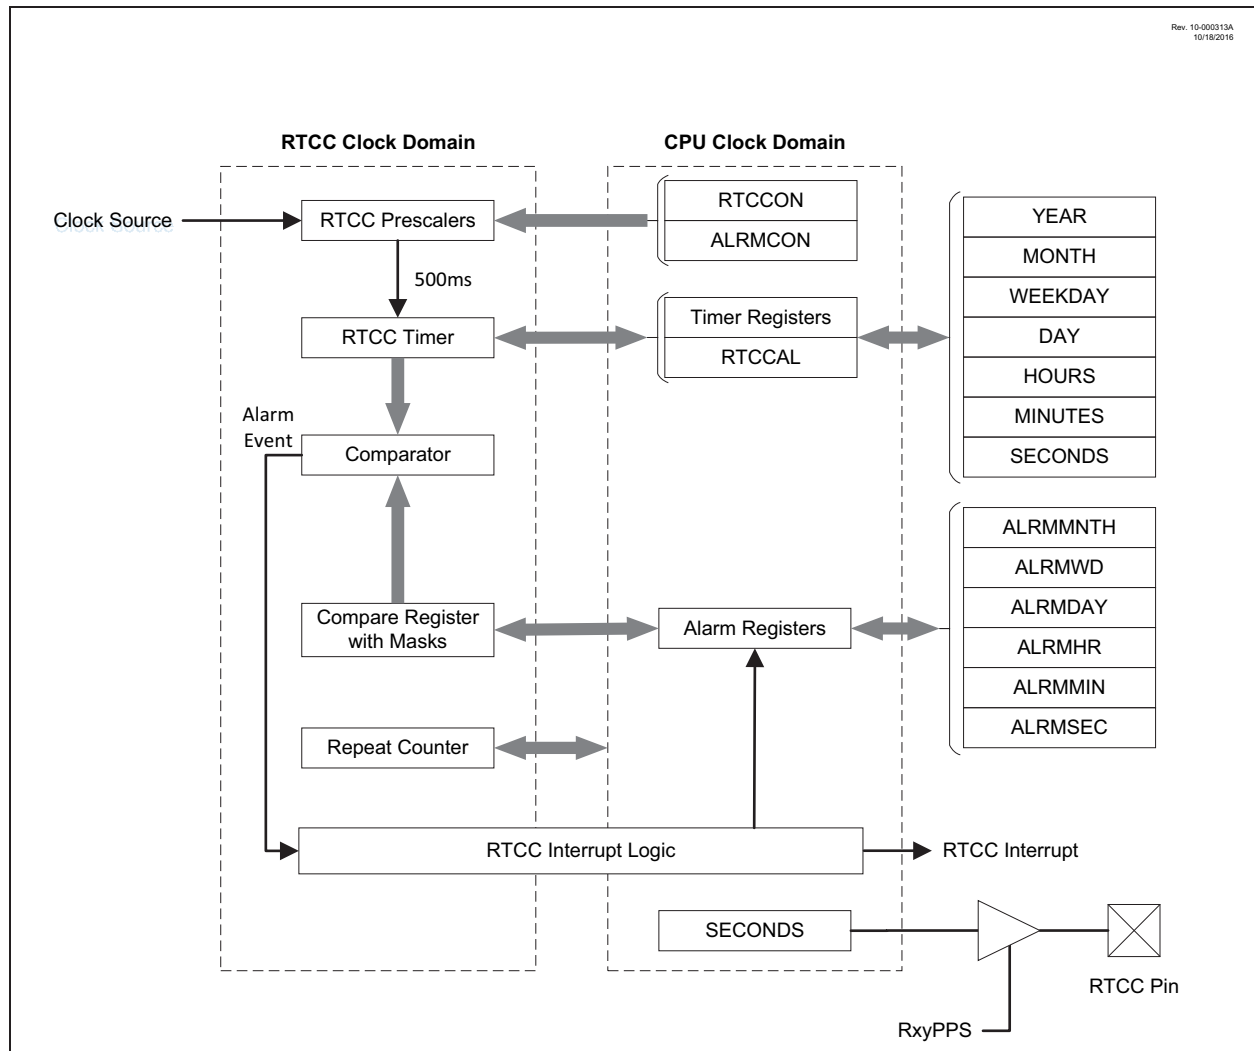 Rev. 10-000313A
10/18/2016
RTCC Clock Domain
CPU Clock Domain
Clock Source
RTCC Prescalers
RTCCON
ALRMCON
500ms
RTCC Timer
Timer Registers
RTCCAL
YEAR
MONTH
WEEKDAY
DAY
HOURS
MINUTES
SECONDS
Alarm
Event
Comparator
Compare Register
with Masks
Alarm Registers
ALRMMNTH
ALRMWD
ALRMDAY
ALRMHR
ALRMMIN
ALRMSEC
Repeat Counter
RTCC Interrupt Logic
RTCC Interrupt
SECONDS
RTCC Pin
RxyPPS